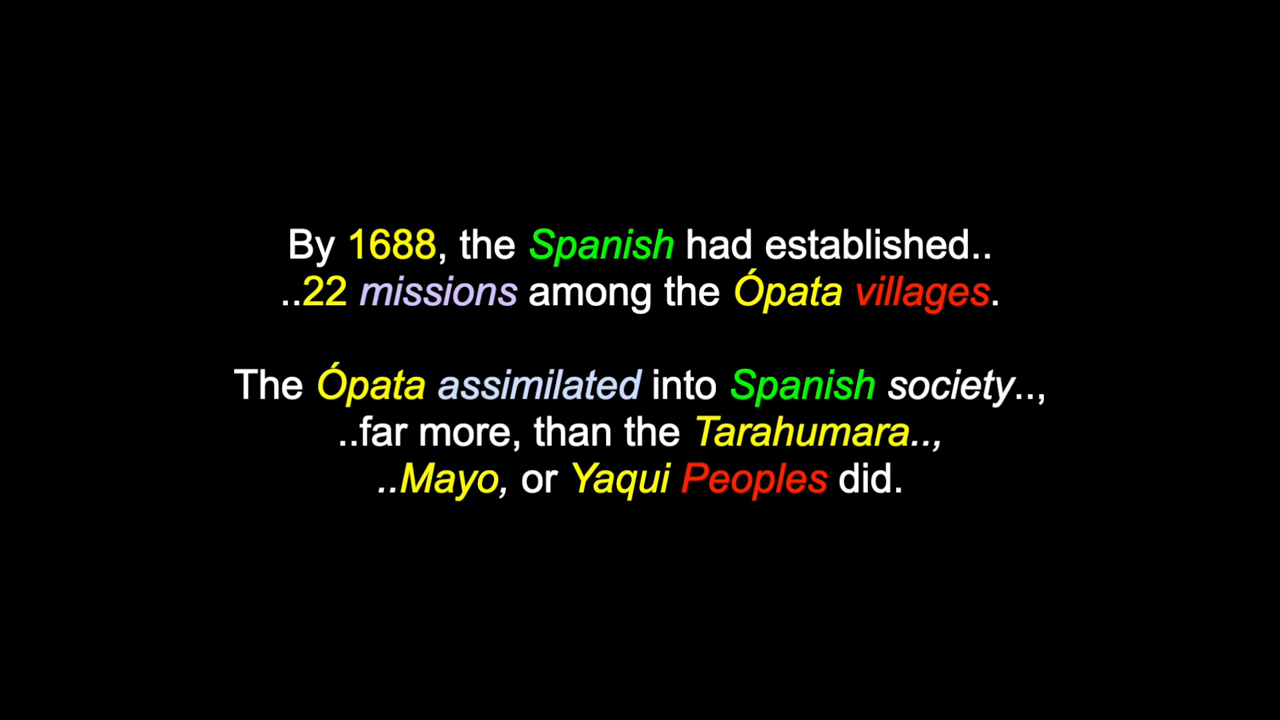 By 1688, the Spanish had established..
..22 missions among the Ópata villages.
The Ópata assimilated into Spanish society..,
..far more, than the Tarahumara..,
..Mayo, or Yaqui Peoples did.